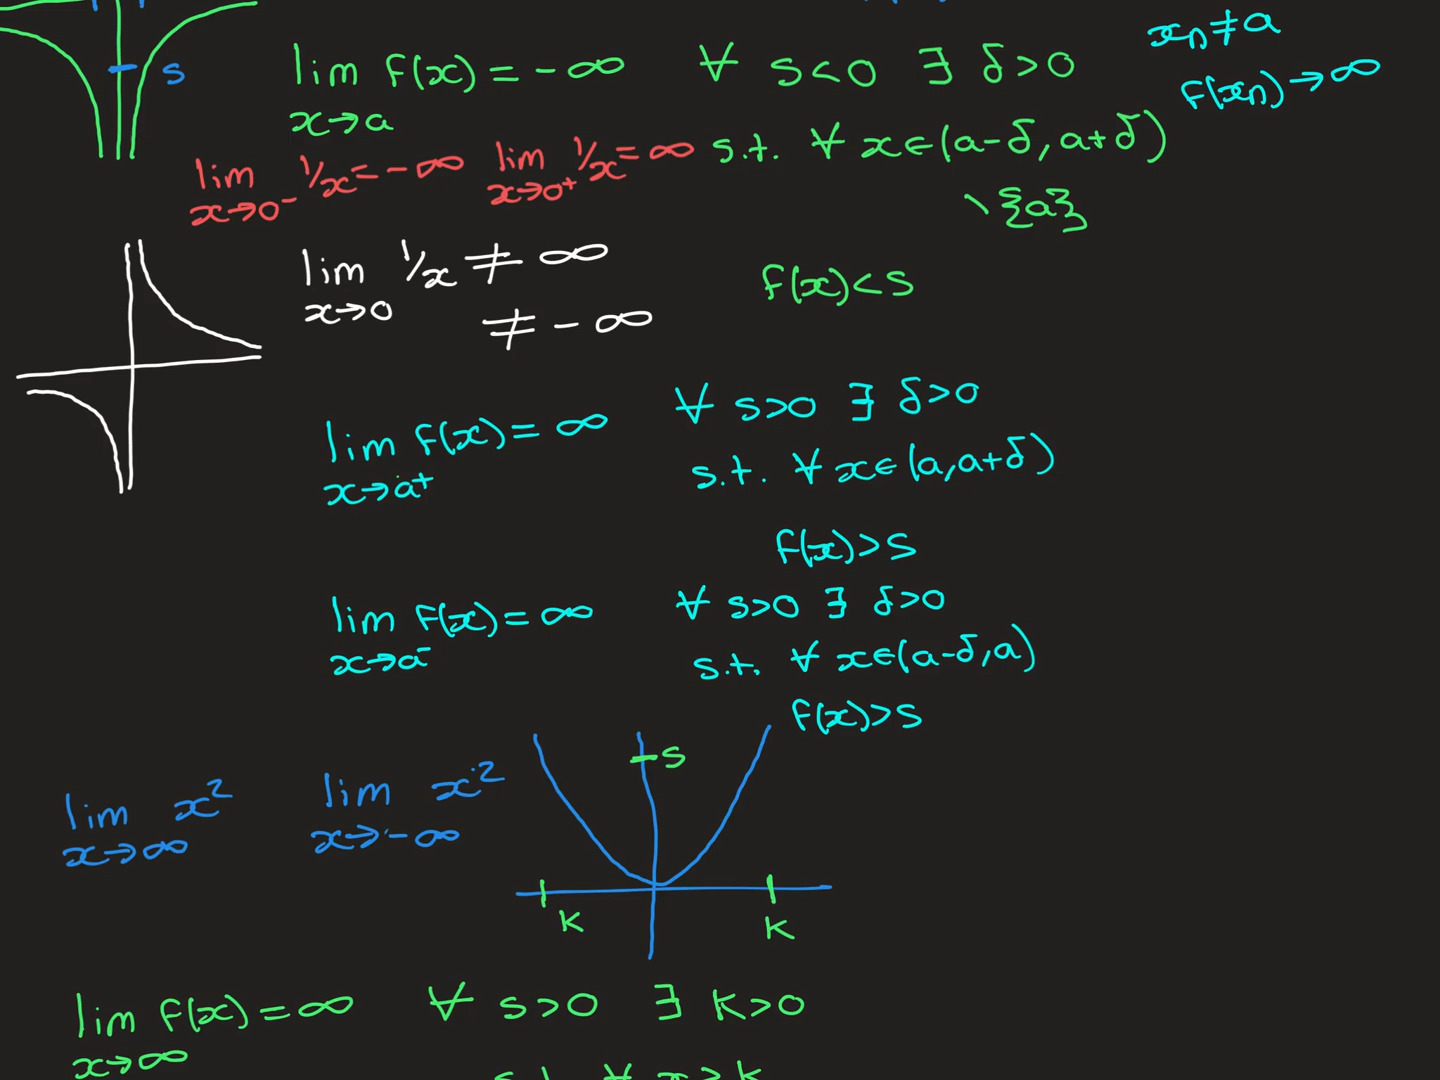 xₙ≠a
s
lim f(x) = -∞ ∀ s<0 ∃ δ>0
x→a
f(xₙ)→∞
s.t. ∀ x∈(a-δ, a+δ)
\{a}
lim 1/x = -∞ lim 1/x = ∞
x→0⁻ x→0⁺
lim 1/x ≠ ∞
x→0 ≠ -∞
f(x)<s
lim f(x) = ∞ ∀ s>0 ∃ δ>0
x→a⁺ s.t. ∀ x∈(a, a+δ)
f(x)>s
lim f(x) = ∞ ∀ s>0 ∃ δ>0
x→a⁻ s.t. ∀ x∈(a-δ, a)
f(x)>s
s
lim x² lim x²
x→∞ x→-∞
k k
lim f(x) = ∞ ∀ s>0 ∃ k>0
x→∞
s.t. ∀ x>k